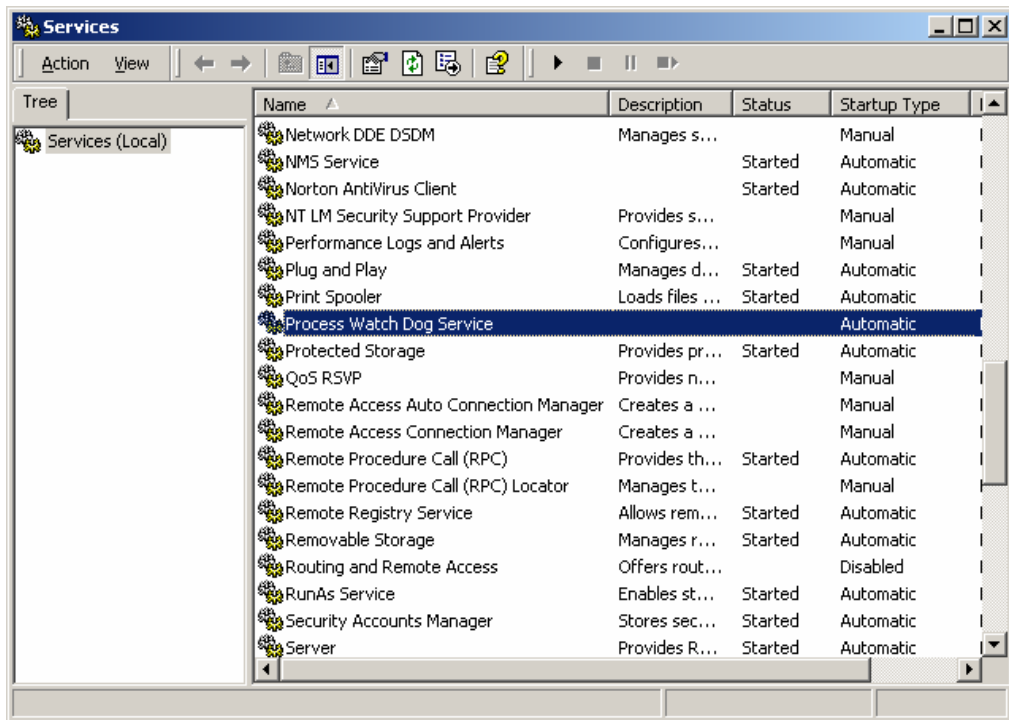 Services
Action View
Tree
Name Description Status Startup Type
Services (Local)
Network DDE DSDM Manages s... Manual
NMS Service Started Automatic
Norton AntiVirus Client Started Automatic
NT LM Security Support Provider Provides s... Manual
Performance Logs and Alerts Configures... Manual
Plug and Play Manages d... Started Automatic
Print Spooler Loads files ... Started Automatic
Process Watch Dog Service Automatic
Protected Storage Provides pr... Started Automatic
QoS RSVP Provides n... Manual
Remote Access Auto Connection Manager Creates a ... Manual
Remote Access Connection Manager Creates a ... Manual
Remote Procedure Call (RPC) Provides th... Started Automatic
Remote Procedure Call (RPC) Locator Manages t... Manual
Remote Registry Service Allows rem... Started Automatic
Removable Storage Manages r... Started Automatic
Routing and Remote Access Offers rout... Disabled
RunAs Service Enables st... Started Automatic
Security Accounts Manager Stores sec... Started Automatic
Server Provides R... Started Automatic